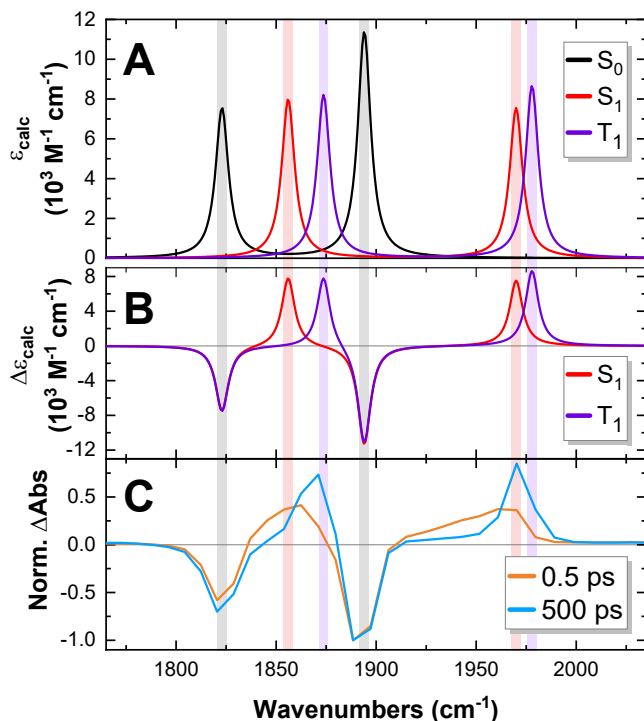 A
ε_calc
(10³ M⁻¹ cm⁻¹)
12
10
8
6
4
2
0
S₀
S₁
T₁
B
Δε_calc
(10³ M⁻¹ cm⁻¹)
8
4
0
-4
-8
-12
S₁
T₁
C
Norm. ΔAbs
0.5
0.0
-0.5
-1.0
0.5 ps
500 ps
1800 1850 1900 1950 2000
Wavenumbers (cm⁻¹)